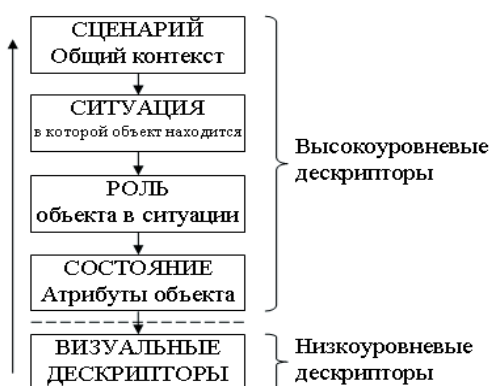 СЦЕНАРИЙ
Общий контекст
СИТУАЦИЯ
в которой объект находится
РОЛЬ
объекта в ситуации
СОСТОЯНИЕ
Атрибуты объекта
Высокоуровневые
дескрипторы
ВИЗУАЛЬНЫЕ
ДЕСКРИПТОРЫ
Низкоуровневые
дескрипторы